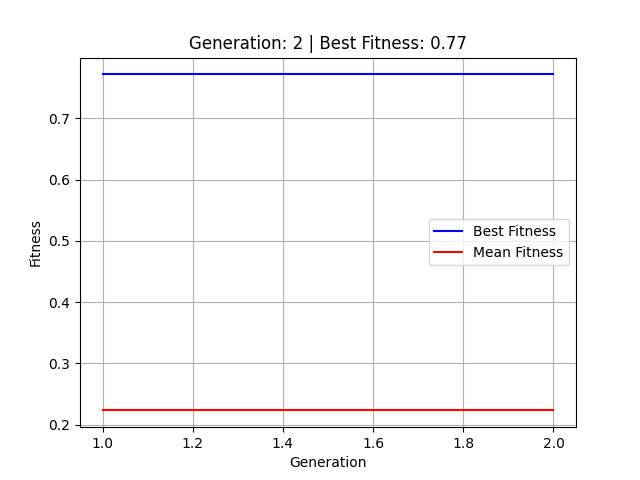 Generation: 2 | Best Fitness: 0.77
0.7
0.6
0.5
0.4
0.3
0.2
Fitness
Best Fitness
Mean Fitness
1.0 1.2 1.4 1.6 1.8 2.0
Generation